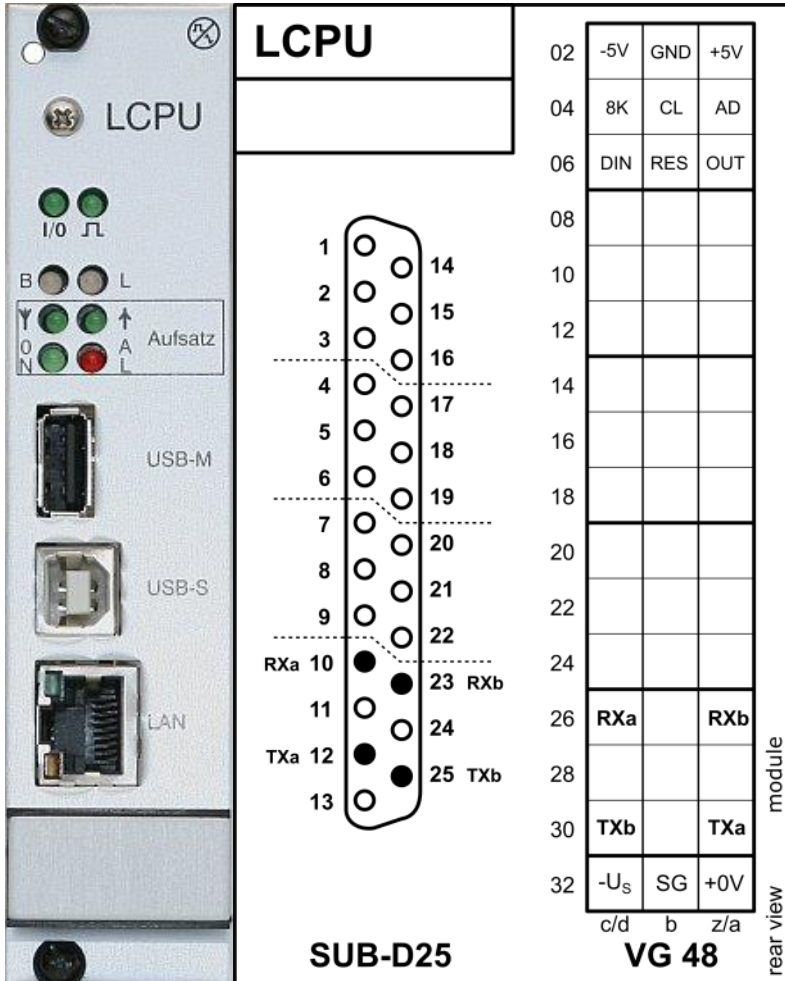 LCPU
I/0
B L
0
N
A
L
Aufsatz
USB-M
USB-S
LAN
LCPU
1
14
2
15
3
16
4
17
5
18
6
19
7
20
8
21
9
22
RXa 10
23 RXb
11
24
TXa 12
25 TXb
13
SUB-D25
02 -5V GND +5V
04 8K CL AD
06 DIN RES OUT
08
10
12
14
16
18
20
22
24
26 RXa RXb
28
30 TXb TXa
32 -Us SG +0V
c/d b z/a
VG 48
module
rear view